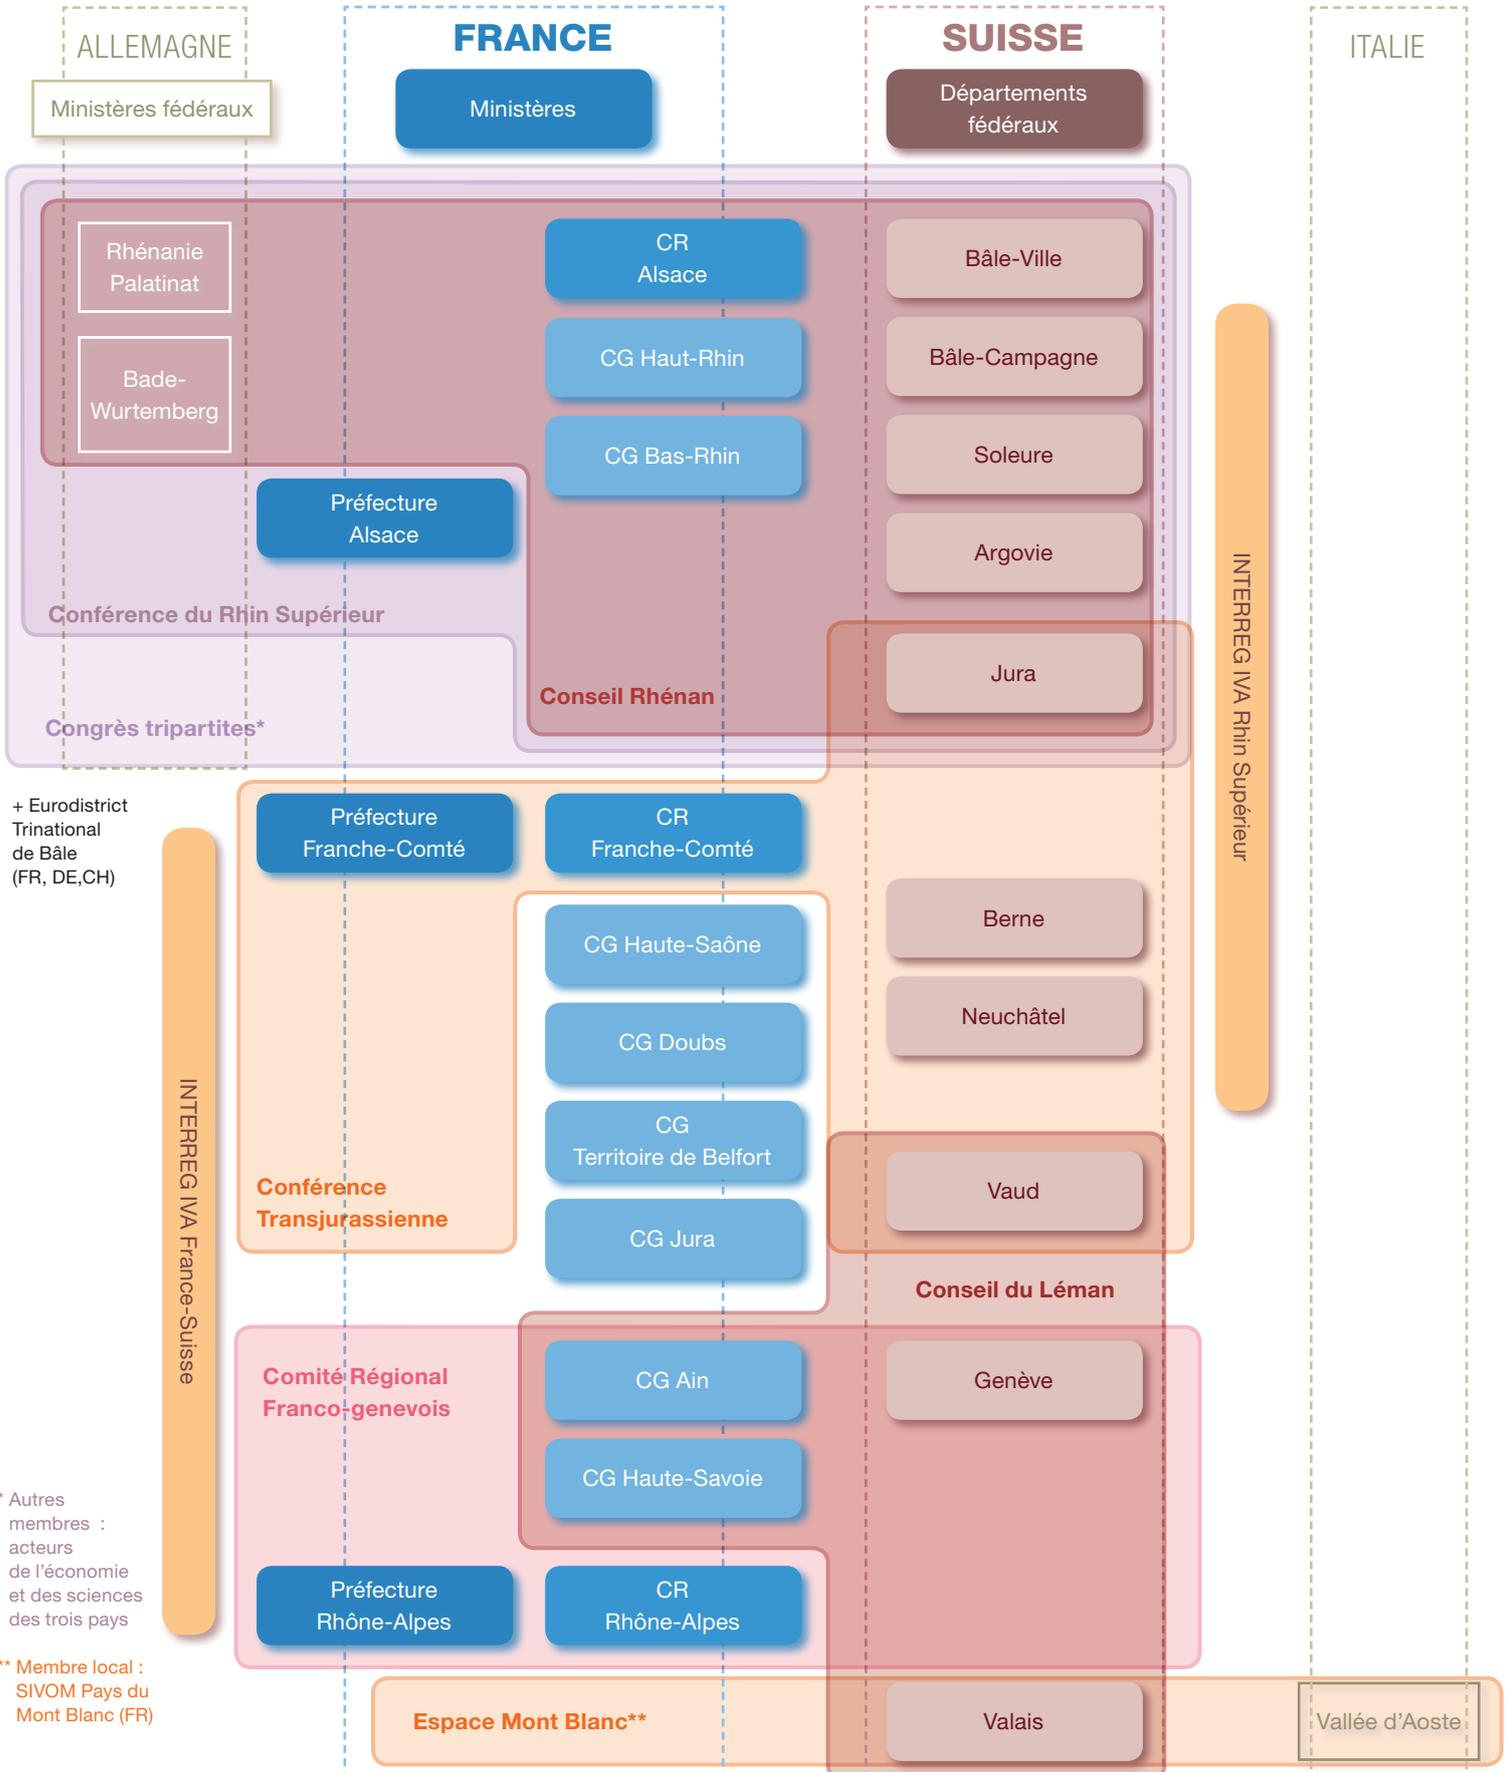 ALLEMAGNE
FRANCE
SUISSE
ITALIE
Ministères fédéraux
Ministères
Départements
fédéraux
Rhénanie
Palatinat
CR
Alsace
Bâle-Ville
Bade-
Wurtemberg
CG Haut-Rhin
Bâle-Campagne
CG Bas-Rhin
Soleure
Préfecture
Alsace
Argovie
Conférence du Rhin Supérieur
Jura
Conseil Rhénan
Congrès tripartites*
INTERREG IVA Rhin Supérieur
+ Eurodistrict
Trinational
de Bâle
(FR, DE,CH)
Préfecture
Franche-Comté
CR
Franche-Comté
CG Haute-Saône
Berne
CG Doubs
Neuchâtel
CG
Territoire de Belfort
Conférence
Transjurassienne
Vaud
CG Jura
INTERREG IVA France-Suisse
Conseil du Léman
Comité Régional
Franco-genevois
CG Ain
Genève
CG Haute-Savoie
* Autres
membres :
acteurs
de l’économie
et des sciences
des trois pays
Préfecture
Rhône-Alpes
CR
Rhône-Alpes
** Membre local :
SIVOM Pays du
Mont Blanc (FR)
Espace Mont Blanc**
Valais
Vallée d’Aoste